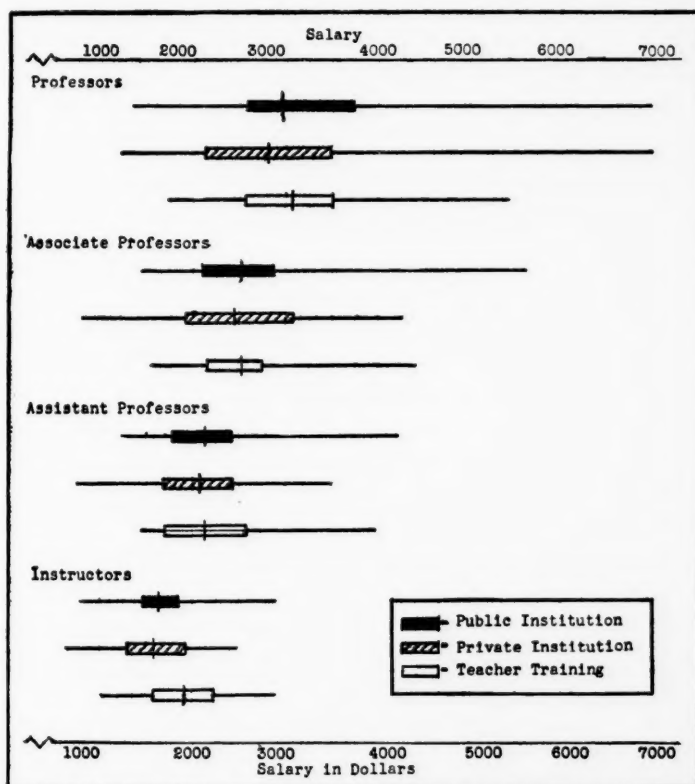 Salary
1000 2000 3000 4000 5000 6000 7000
Professors
Associate Professors
Assistant Professors
Instructors
Public Institution
Private Institution
Teacher Training
1000 2000 3000 4000 5000 6000 7000
Salary in Dollars